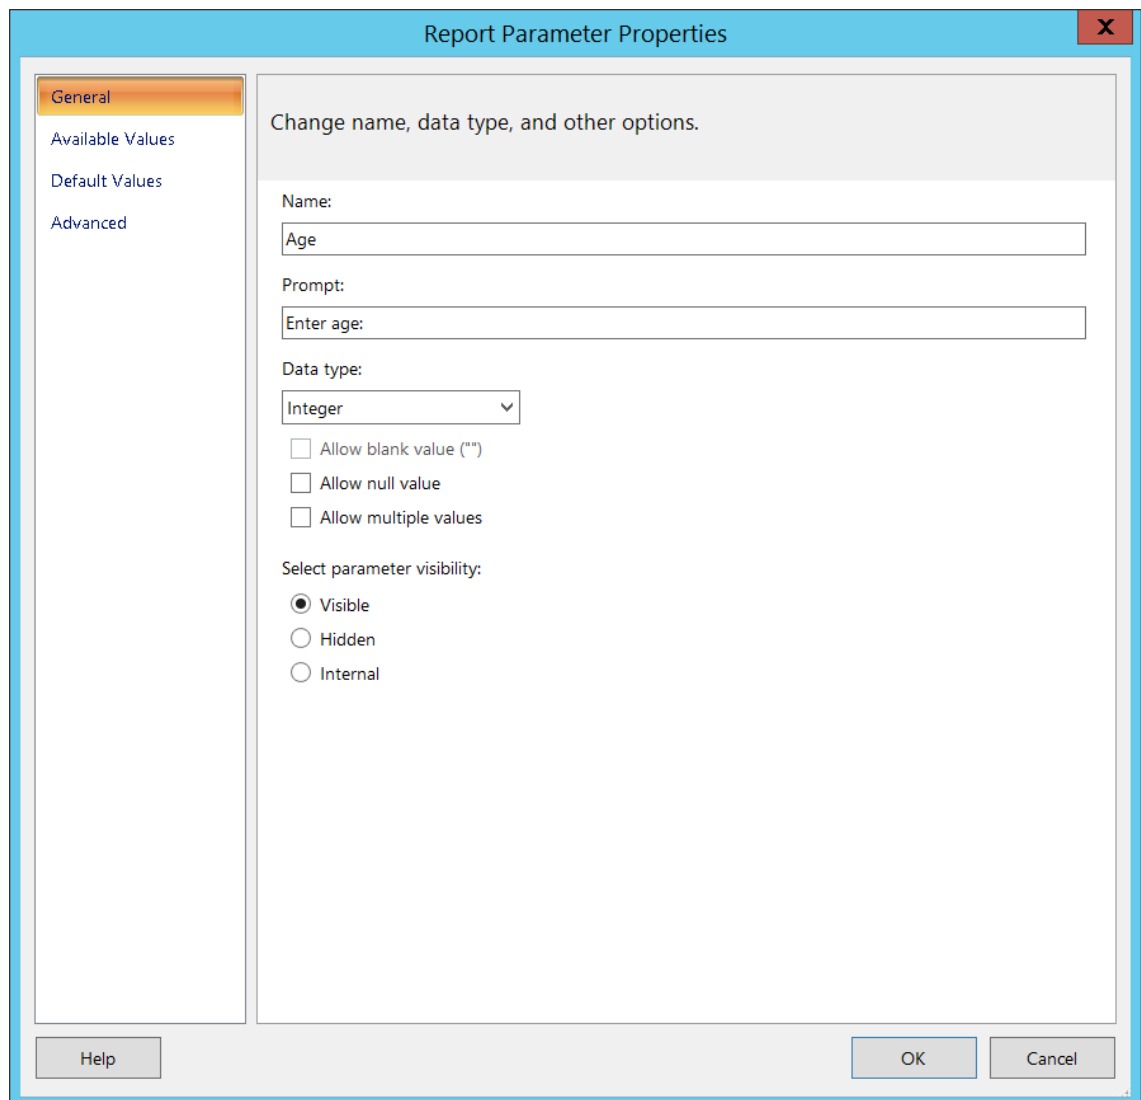 Report Parameter Properties
X
General
Available Values
Default Values
Advanced
Change name, data type, and other options.
Name:
Age
Prompt:
Enter age:
Data type:
Integer
Allow blank value ("")
Allow null value
Allow multiple values
Select parameter visibility:
Visible
Hidden
Internal
Help
OK
Cancel